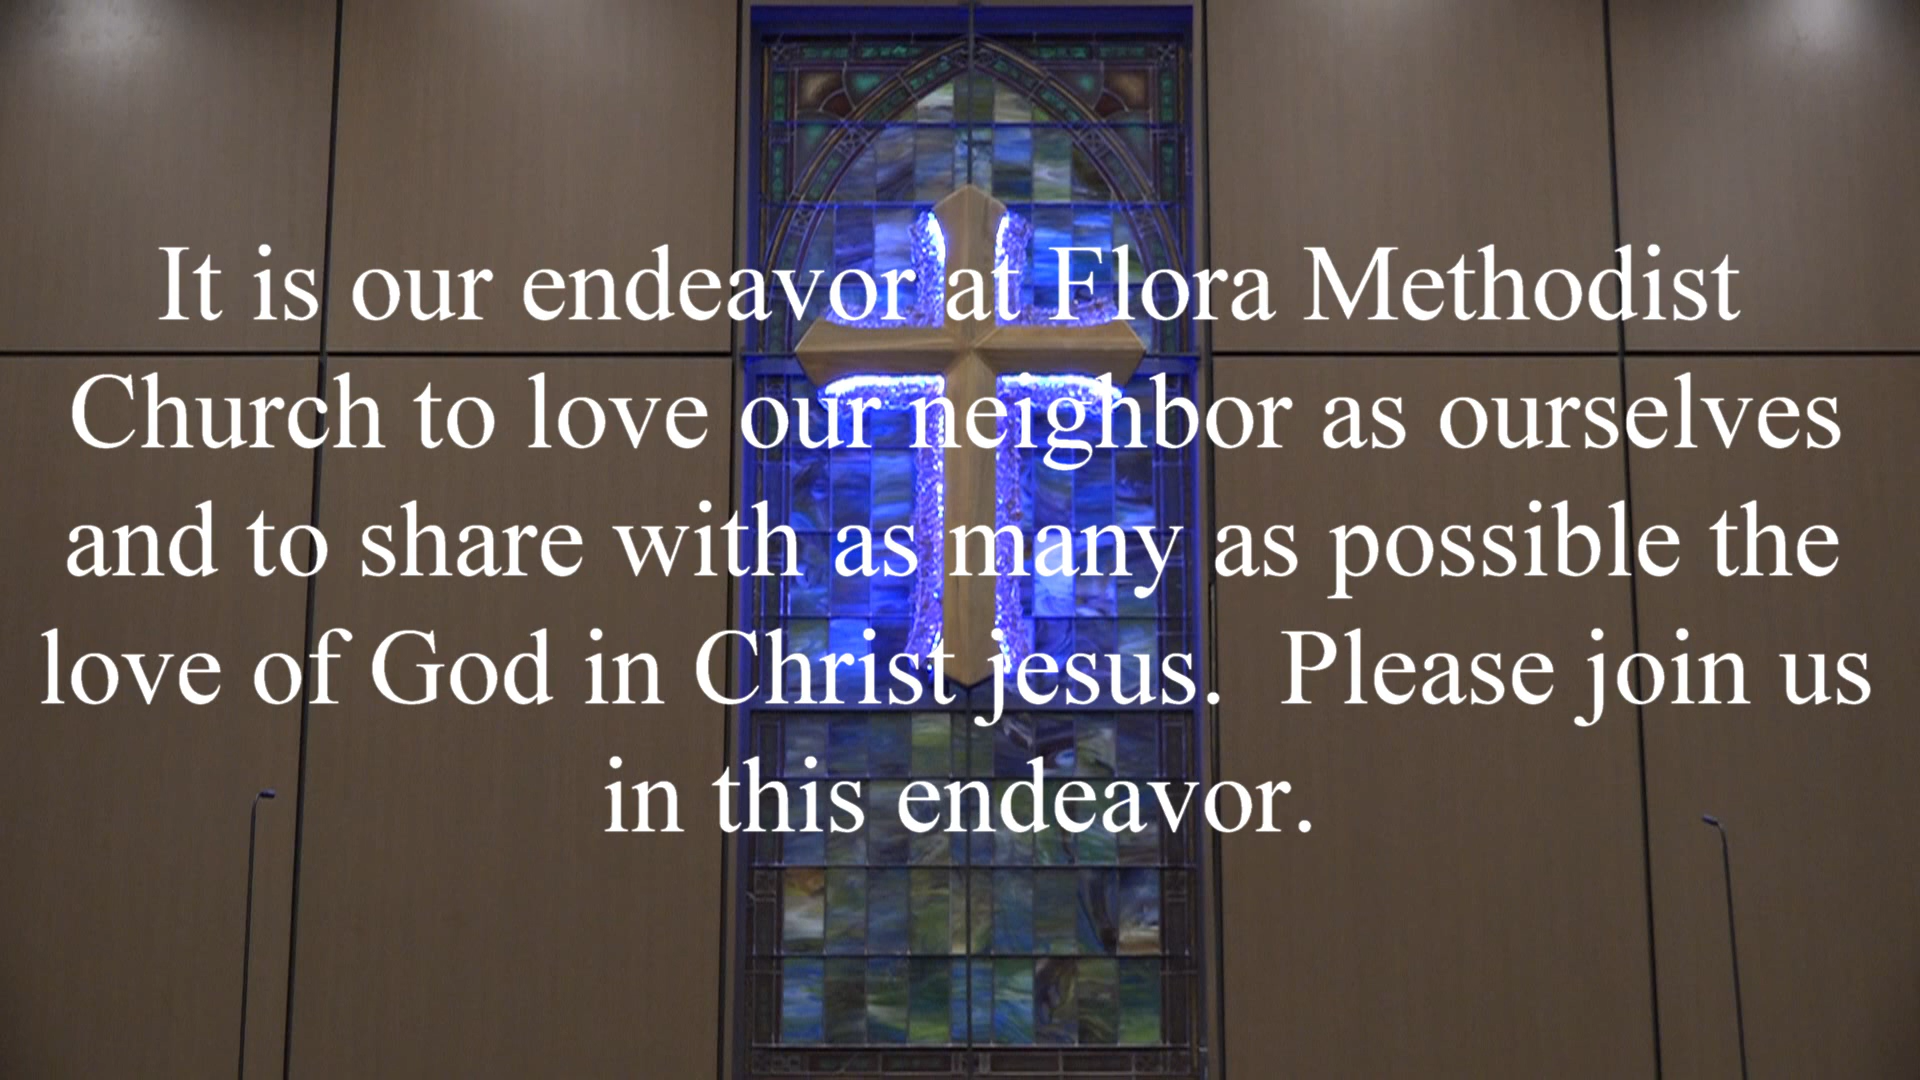 It is our endeavor at Flora Methodist
Church to love our neighbor as ourselves
and to share with as many as possible the
love of God in Christ jesus.  Please join us
in this endeavor.